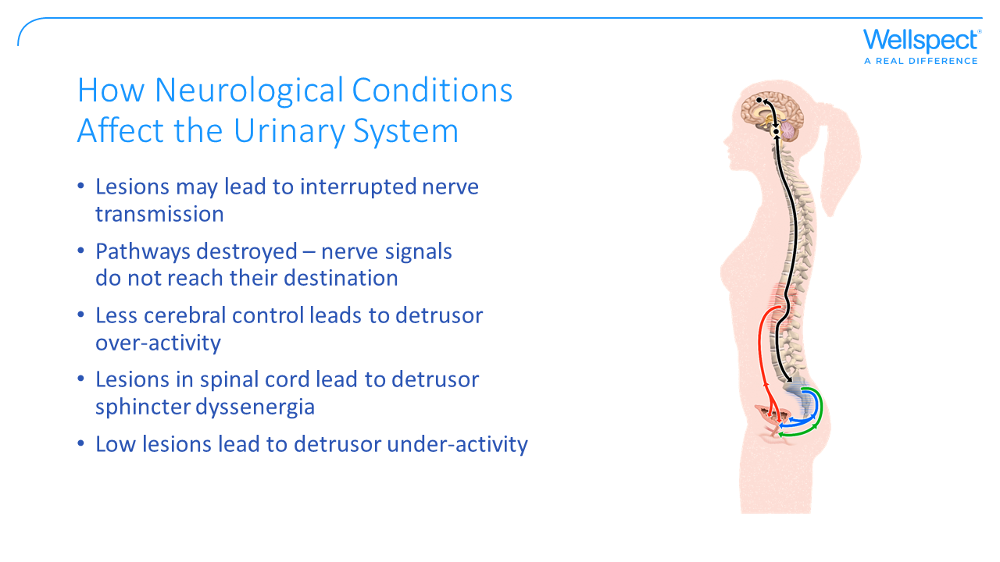 Wellspect®
A REAL DIFFERENCE
How Neurological Conditions
Affect the Urinary System
• Lesions may lead to interrupted nerve
transmission
• Pathways destroyed – nerve signals
do not reach their destination
• Less cerebral control leads to detrusor
over-activity
• Lesions in spinal cord lead to detrusor
sphincter dyssenergia
• Low lesions lead to detrusor under-activity